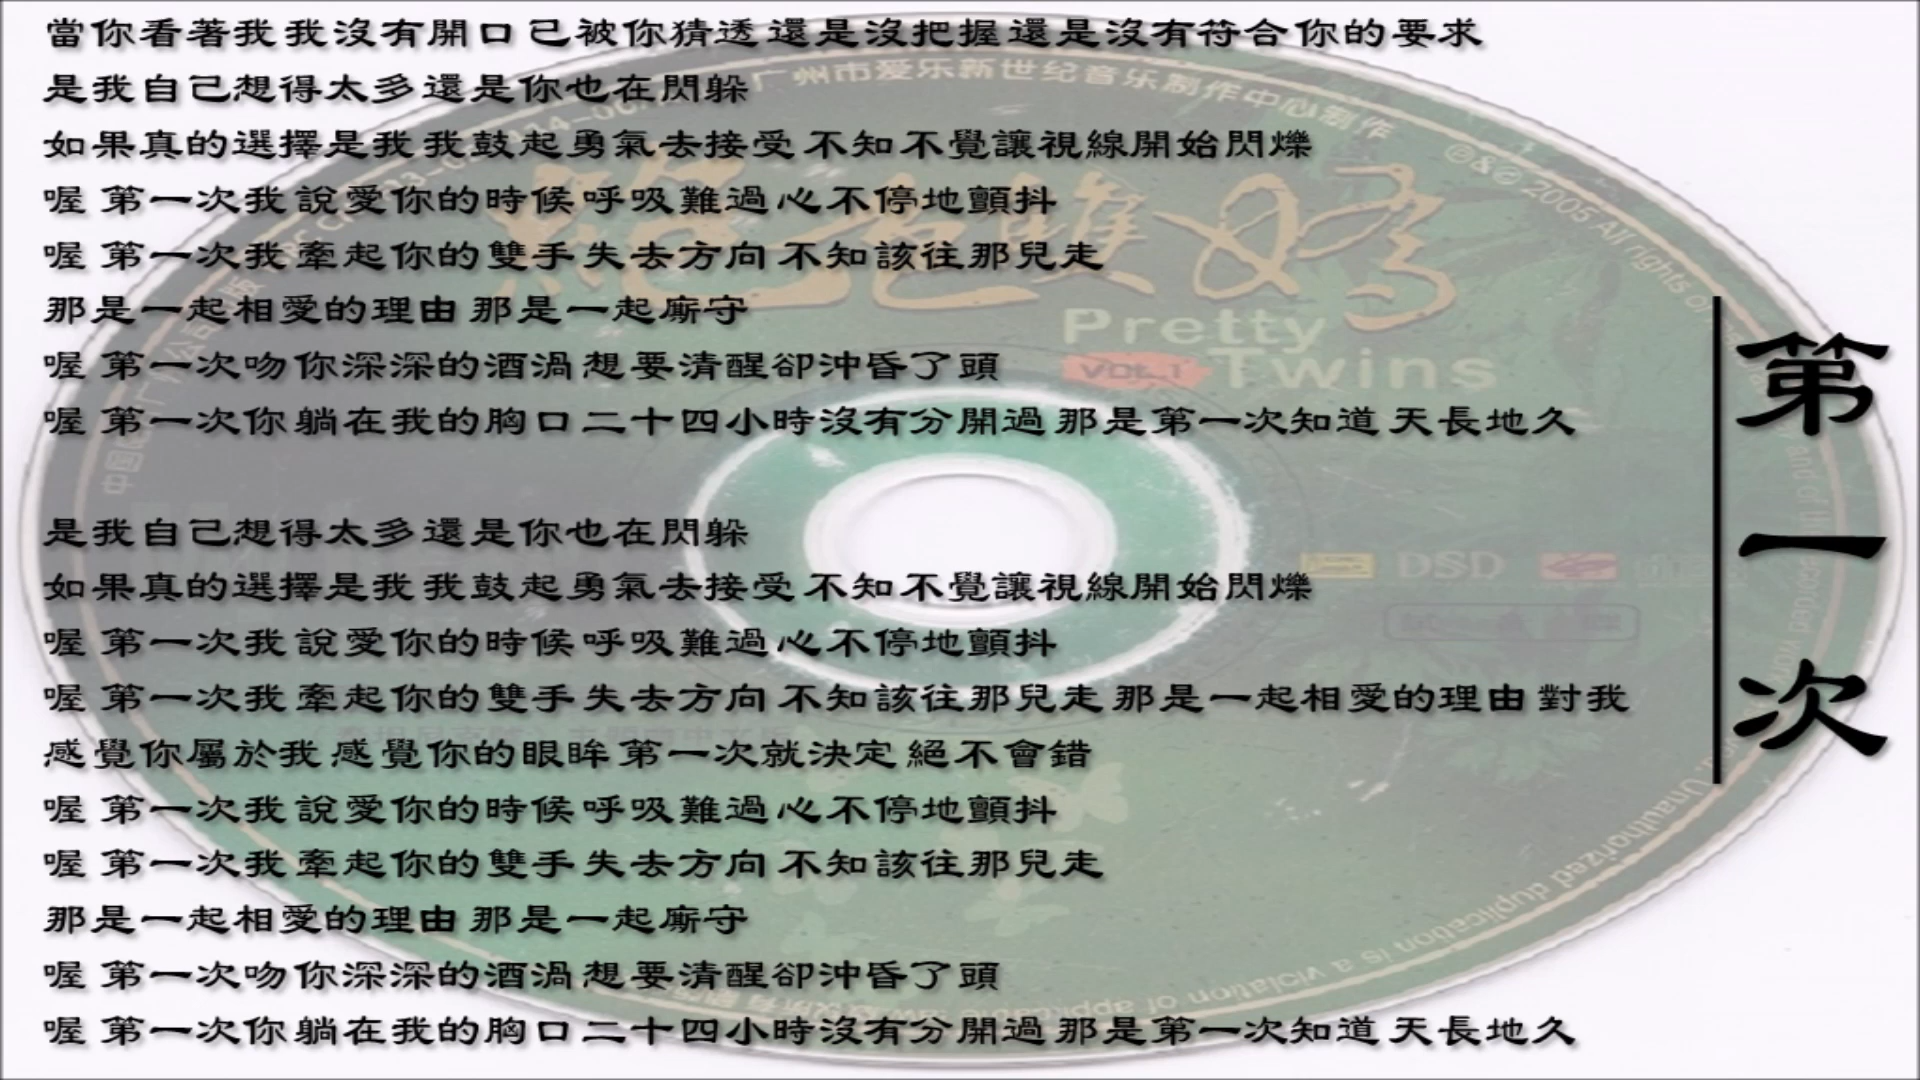 當你看著我 我沒有開口 已被你猜透 還是沒把握 還是沒有符合你的要求
是我自己想得太多 還是你也在閃躲
如果真的選擇是我 我鼓起勇氣去接受 不知不覺讓視線開始閃爍
喔 第一次我 說愛你的時候 呼吸難過 心不停地顫抖
喔 第一次我 牽起你的雙手 失去方向 不知該往那兒走
那是一起相愛的理由 那是一起廝守
喔 第一次吻你深深的酒渦 想要清醒卻沖昏了頭
喔 第一次你躺在我的胸口 二十四小時沒有分開過 那是第一次知道 天長地久
是我自己想得太多 還是你也在閃躲
如果真的選擇是我 我鼓起勇氣去接受 不知不覺讓視線開始閃爍
喔 第一次我 說愛你的時候 呼吸難過 心不停地顫抖
喔 第一次我 牽起你的雙手 失去方向 不知該往那兒走 那是一起相愛的理由 對我
感覺你屬於我 感覺你的眼眸 第一次就決定 絕不會錯
喔 第一次我 說愛你的時候 呼吸難過 心不停地顫抖
喔 第一次我 牽起你的雙手 失去方向 不知該往那兒走
那是一起相愛的理由 那是一起廝守
喔 第一次吻你深深的酒渦 想要清醒卻沖昏了頭
喔 第一次你躺在我的胸口 二十四小時沒有分開過 那是第一次知道 天長地久
第一次
广州市爱乐新世纪音乐制作中心制作
℗&© 2005 All rights of
絕色雙嬌
Pretty
VOL.1 Twins
DSD
Unauthorized duplication is a violation of applicable laws